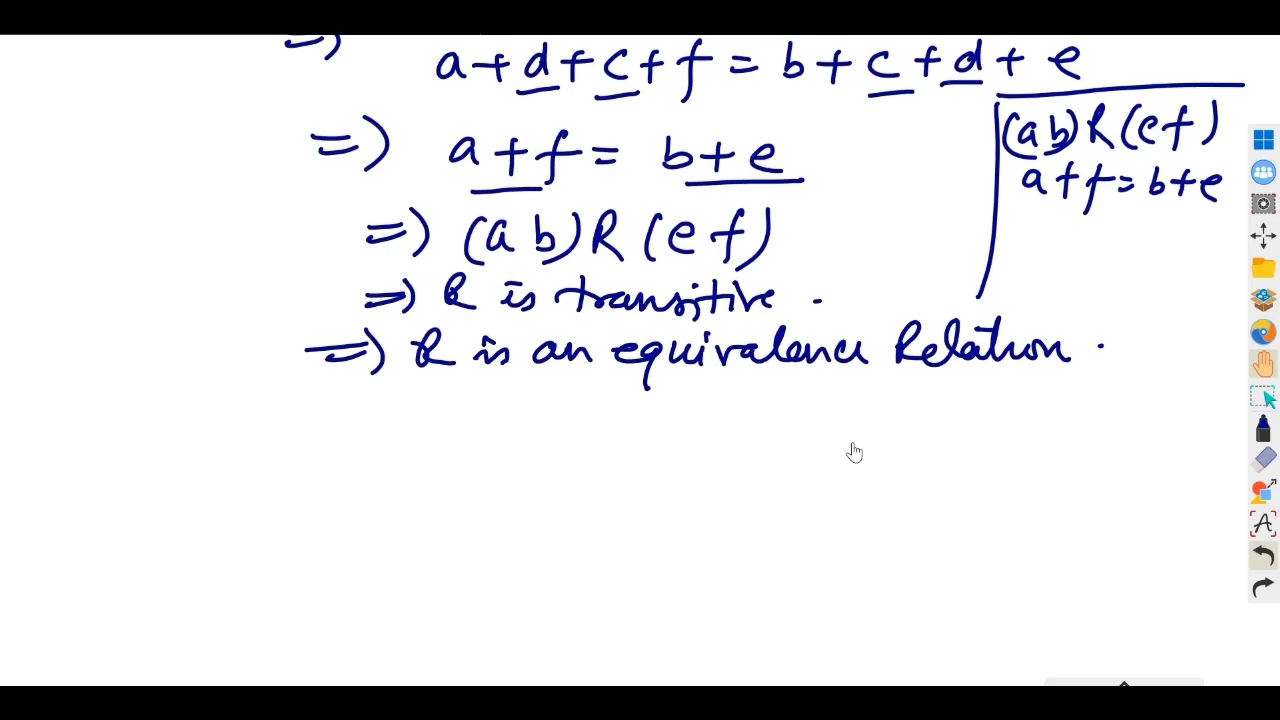 => a+d+c+f = b+c+d+e
=> a+f = b+e
=> (a b) R (e f)
=> R is transitive .
=> R is an equivalence Relation .
(a b) R (e f)
a+f = b+e